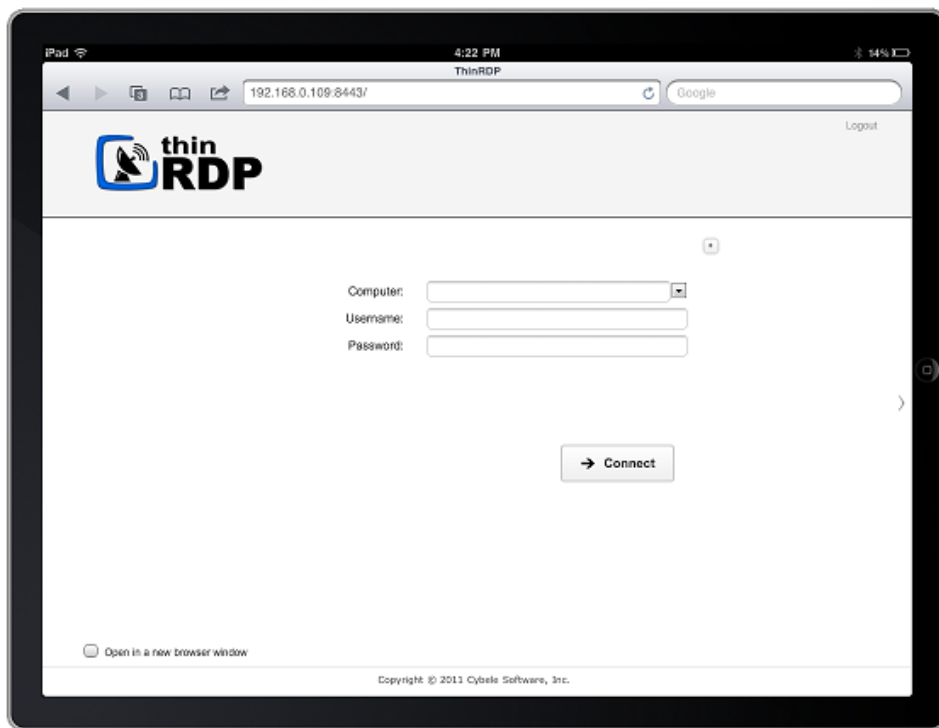 iPad 4:22 PM 14%
ThinRDP
3 192.168.0.109:8443/ Google
Logout
thin
RDP
Computer:
Username:
Password:
→ Connect
Open in a new browser window
Copyright © 2011 Cybele Software, Inc.